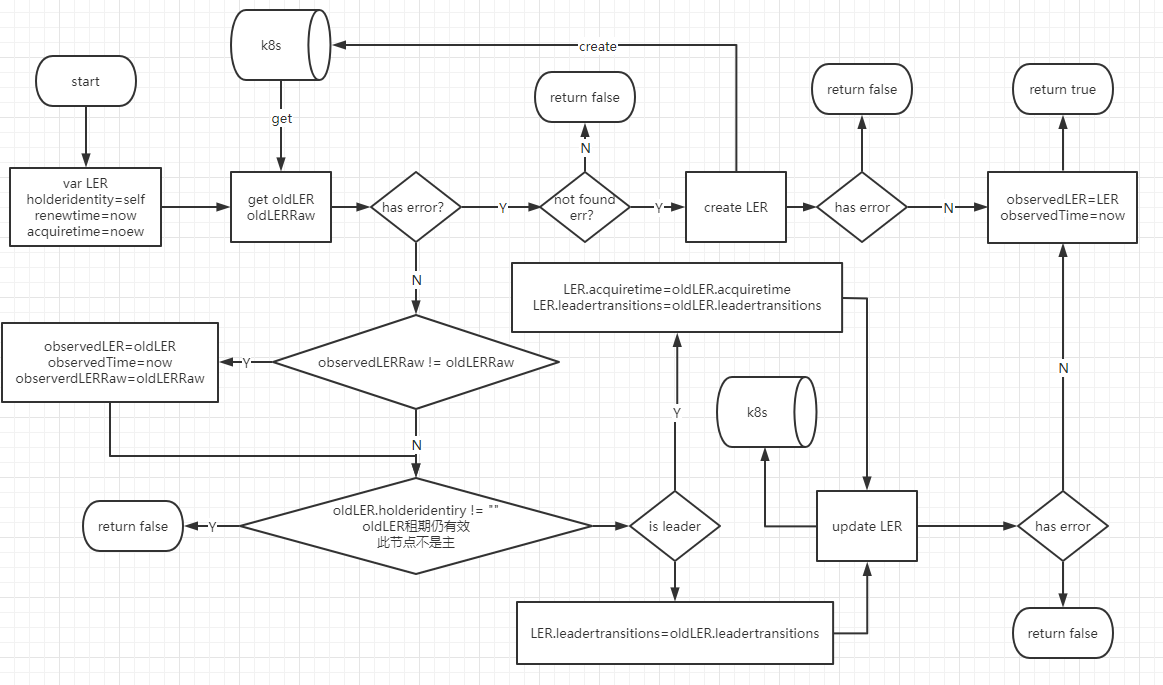 start
k8s
create
get
return false
return false
return true
var LER
holderidentity=self
renewtime=now
acquiretime=noew
get oldLER
oldLERRaw
has error?
Y
N
not found
err?
Y
create LER
has error
N
observedLER=LER
observedTime=now
N
LER.acquiretime=oldLER.acquiretime
LER.leadertransitions=oldLER.leadertransitions
observedLER=oldLER
observedTime=now
observerdLERRaw=oldLERRaw
Y
observedLERRaw != oldLERRaw
N
Y
k8s
N
return false
Y
oldLER.holderidentiry != ""
oldLER租期仍有效
此节点不是主
is leader
update LER
has error
LER.leadertransitions=oldLER.leadertransitions
return false